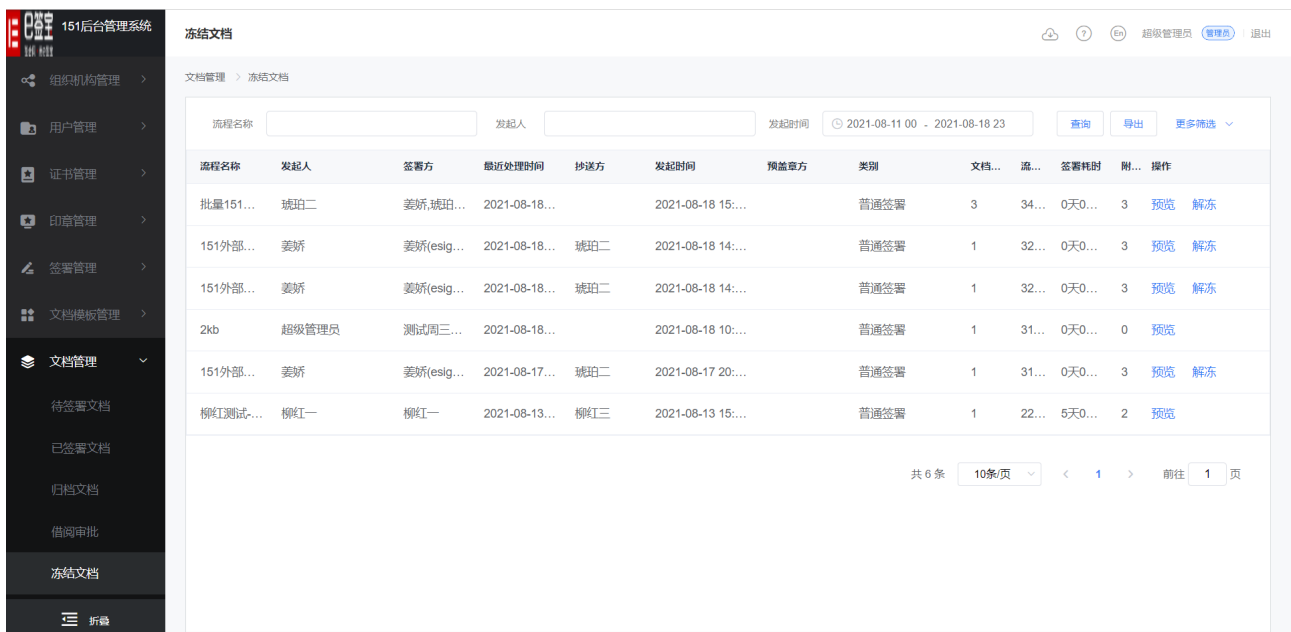 已签宝 151后台管理系统
冻结文档
En 超级管理员 管理员 退出
组织机构管理
用户管理
证书管理
印章管理
签署管理
文档模板管理
文档管理
待签署文档
已签署文档
归档文档
借阅审批
冻结文档
折叠
文档管理 > 冻结文档
流程名称 发起人 发起时间 2021-08-11 00 - 2021-08-18 23 查询 导出 更多筛选
流程名称 发起人 签署方 最近处理时间 抄送方 发起时间 预盖章方 类别 文档... 流... 签署耗时 附... 操作
批量151... 琥珀二 姜娇,琥珀... 2021-08-18... 2021-08-18 15:... 普通签署 3 34... 0天0... 3 预览 解冻
151外部... 姜娇 姜娇(esig... 2021-08-18... 琥珀二 2021-08-18 14:... 普通签署 1 32... 0天0... 3 预览 解冻
151外部... 姜娇 姜娇(esig... 2021-08-18... 琥珀二 2021-08-18 14:... 普通签署 1 32... 0天0... 3 预览 解冻
2kb 超级管理员 测试周三... 2021-08-18... 2021-08-18 10:... 普通签署 1 31... 0天0... 0 预览
151外部... 姜娇 姜娇(esig... 2021-08-17... 琥珀二 2021-08-17 20:... 普通签署 1 31... 0天0... 3 预览 解冻
柳红测试-... 柳红一 柳红一 2021-08-13... 柳红三 2021-08-13 15:... 普通签署 1 22... 5天0... 2 预览
共 6 条 10条/页 < 1 > 前往 1 页